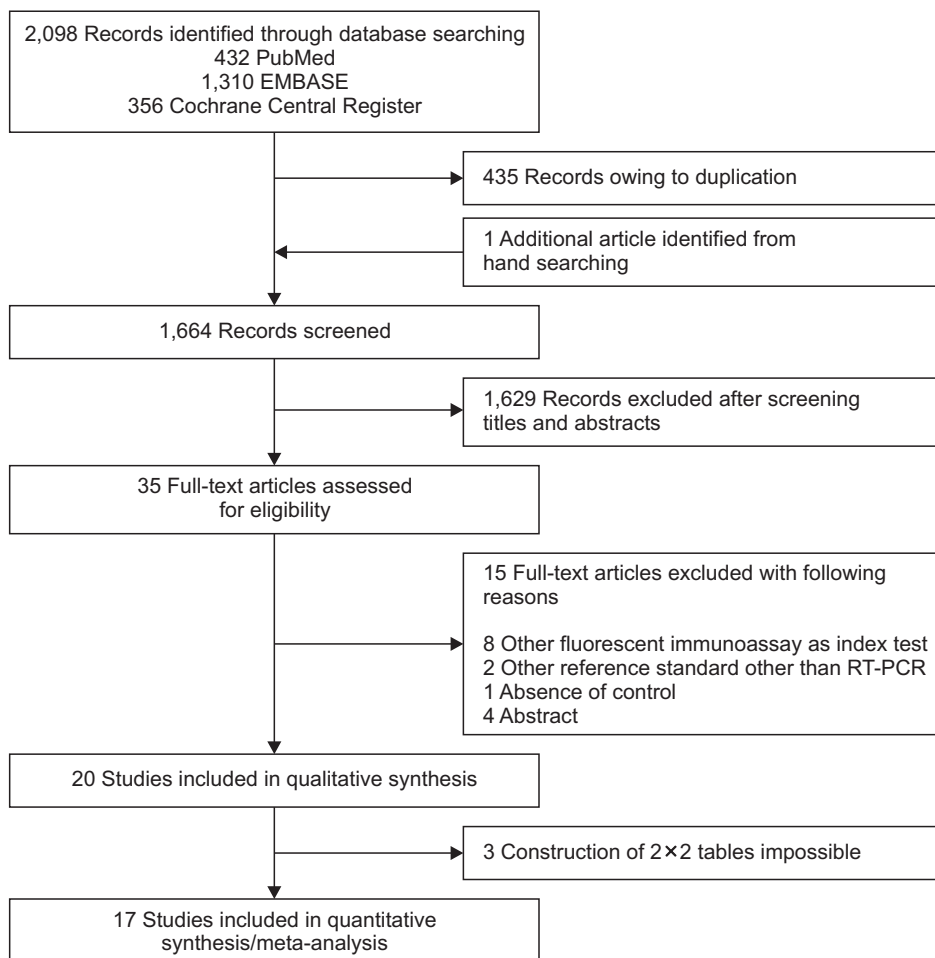 2,098 Records identified through database searching
432 PubMed
1,310 EMBASE
356 Cochrane Central Register
435 Records owing to duplication
1 Additional article identified from
hand searching
1,664 Records screened
1,629 Records excluded after screening
titles and abstracts
35 Full-text articles assessed
for eligibility
15 Full-text articles excluded with following
reasons
8 Other fluorescent immunoassay as index test
2 Other reference standard other than RT-PCR
1 Absence of control
4 Abstract
20 Studies included in qualitative synthesis
3 Construction of 2×2 tables impossible
17 Studies included in quantitative
synthesis/meta-analysis